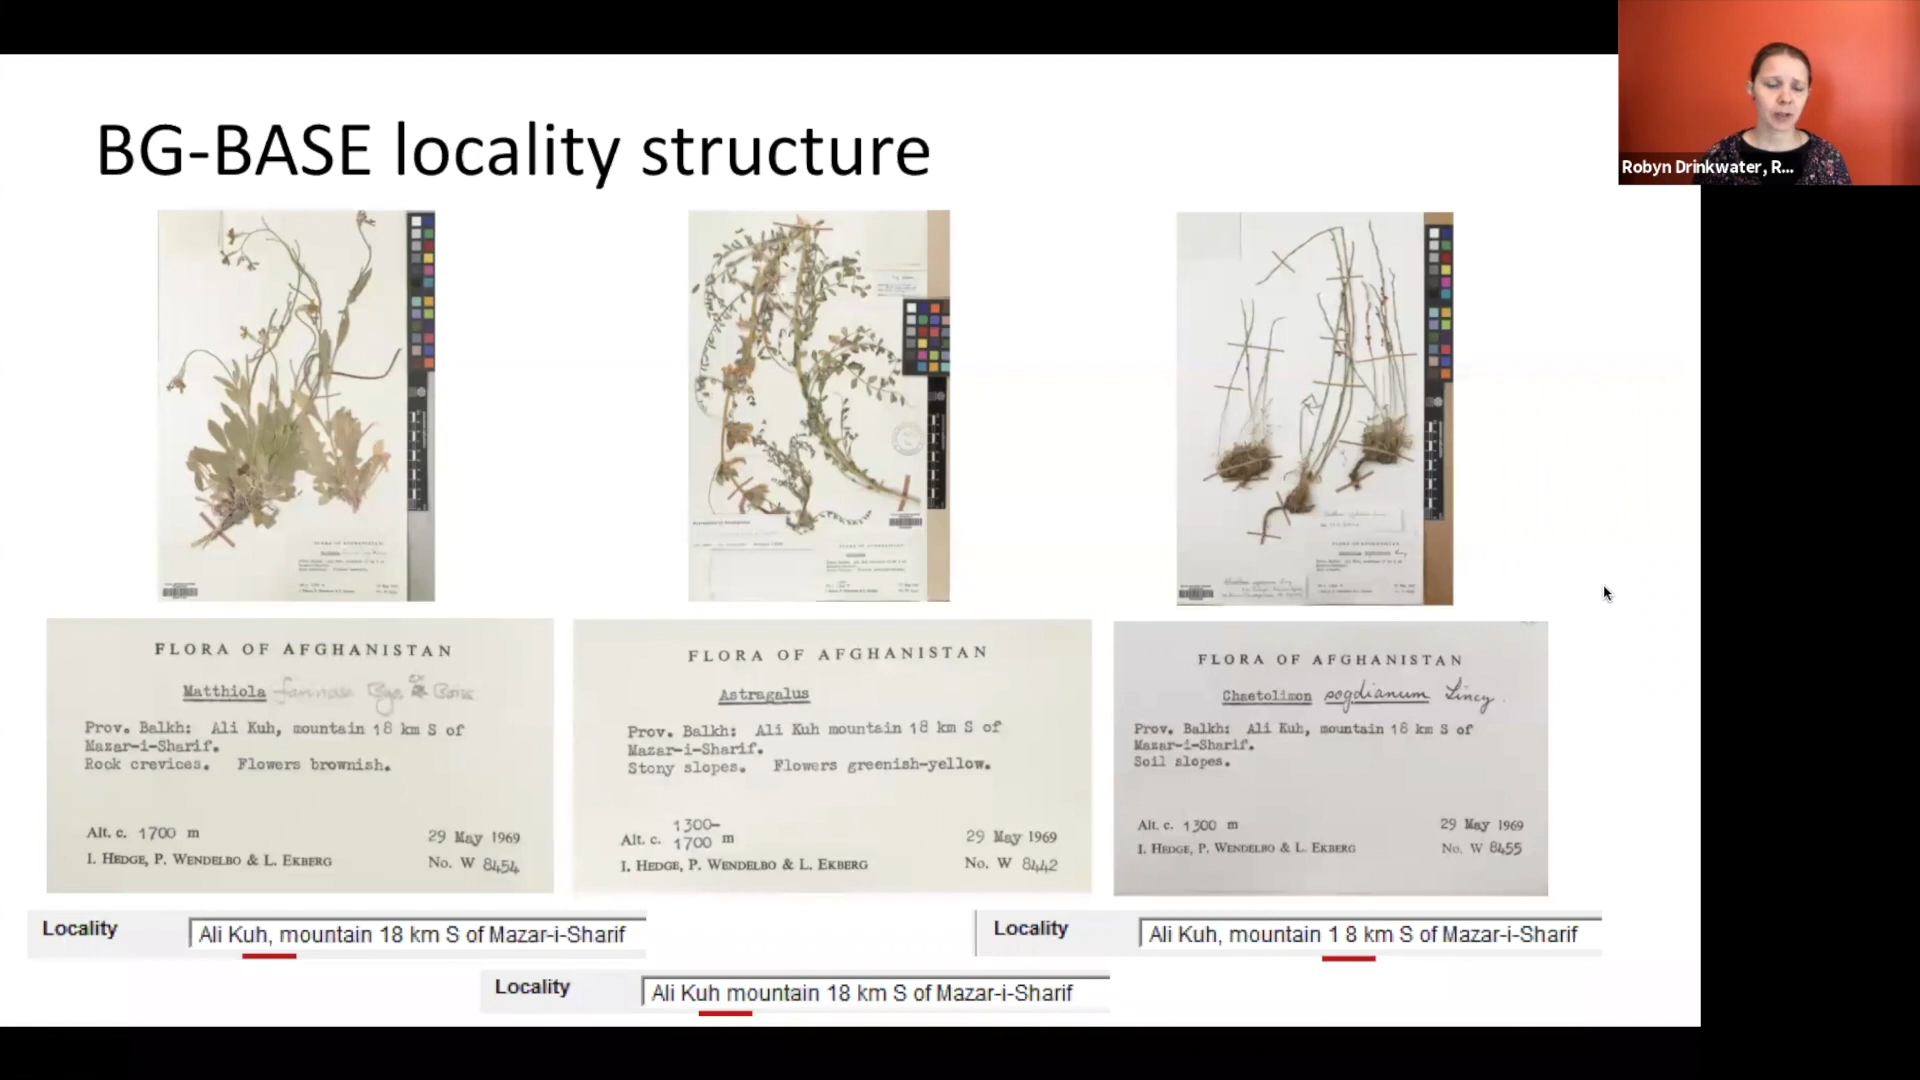 BG-BASE locality structure
Robyn Drinkwater, R...
FLORA OF AFGHANISTAN
Matthiola farinosa Bge ex Boiss
Prov. Balkh: Ali Kuh, mountain 18 km S of
Mazar-i-Sharif.
Rock crevices. Flowers brownish.
Alt. c. 1700 m
29 May 1969
I. HEDGE, P. WENDELBO & L. EKBERG
No. W 8454
FLORA OF AFGHANISTAN
Astragalus
Prov. Balkh: Ali Kuh mountain 18 km S of
Mazar-i-Sharif.
Stony slopes. Flowers greenish-yellow.
Alt. c. 1300-
1700 m
29 May 1969
I. HEDGE, P. WENDELBO & L. EKBERG
No. W 8442
FLORA OF AFGHANISTAN
Chaetolimon sogdianum Lincz.
Prov. Balkh: Ali Kuh, mountain 18 km S of
Mazar-i-Sharif.
Soil slopes.
Alt. c. 1300 m
29 May 1969
I. HEDGE, P. WENDELBO & L. EKBERG
No. W 8455
Locality Ali Kuh, mountain 18 km S of Mazar-i-Sharif
Locality Ali Kuh, mountain 1 8 km S of Mazar-i-Sharif
Locality Ali Kuh mountain 18 km S of Mazar-i-Sharif